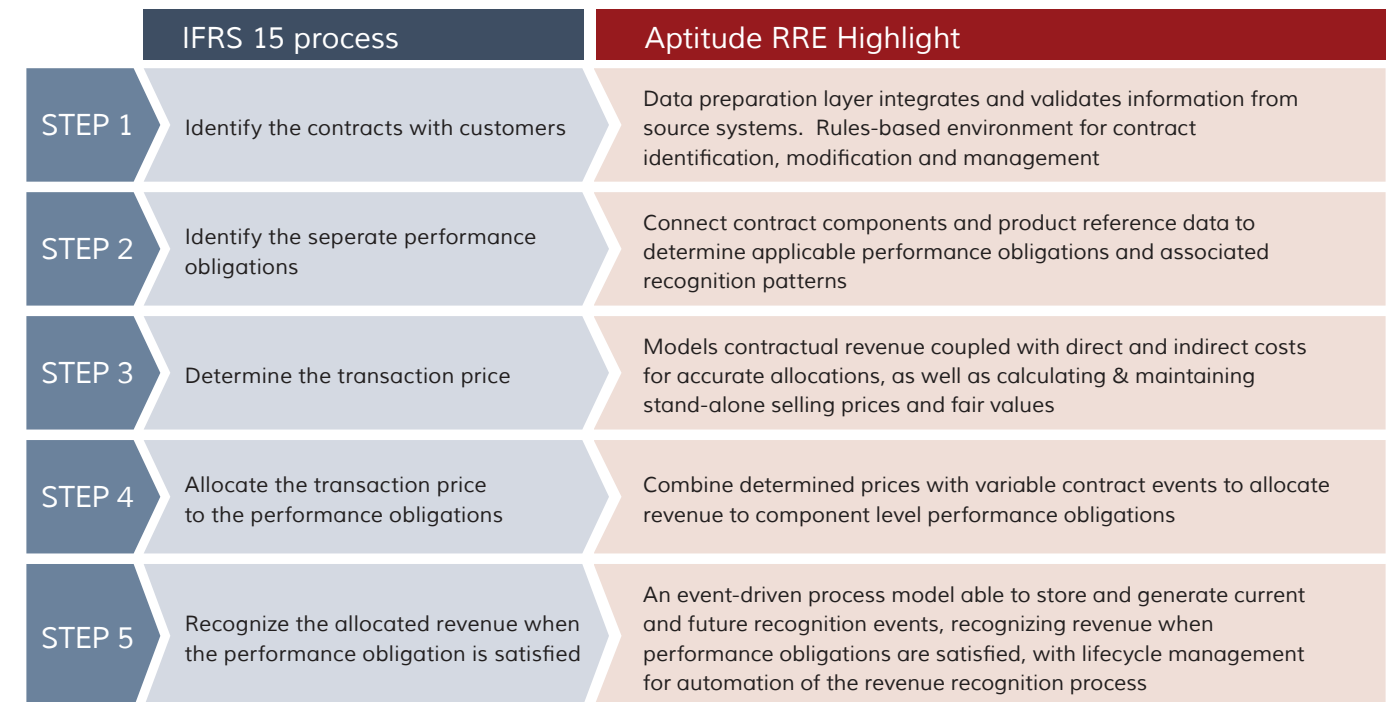 IFRS 15 process
Aptitude RRE Highlight
STEP 1
Identify the contracts with customers
Data preparation layer integrates and validates information from
source systems.  Rules-based environment for contract
identification, modification and management
STEP 2
Identify the seperate performance
obligations
Connect contract components and product reference data to
determine applicable performance obligations and associated
recognition patterns
STEP 3
Determine the transaction price
Models contractual revenue coupled with direct and indirect costs
for accurate allocations, as well as calculating & maintaining
stand-alone selling prices and fair values
STEP 4
Allocate the transaction price
to the performance obligations
Combine determined prices with variable contract events to allocate
revenue to component level performance obligations
STEP 5
Recognize the allocated revenue when
the performance obligation is satisfied
An event-driven process model able to store and generate current
and future recognition events, recognizing revenue when
performance obligations are satisfied, with lifecycle management
for automation of the revenue recognition process